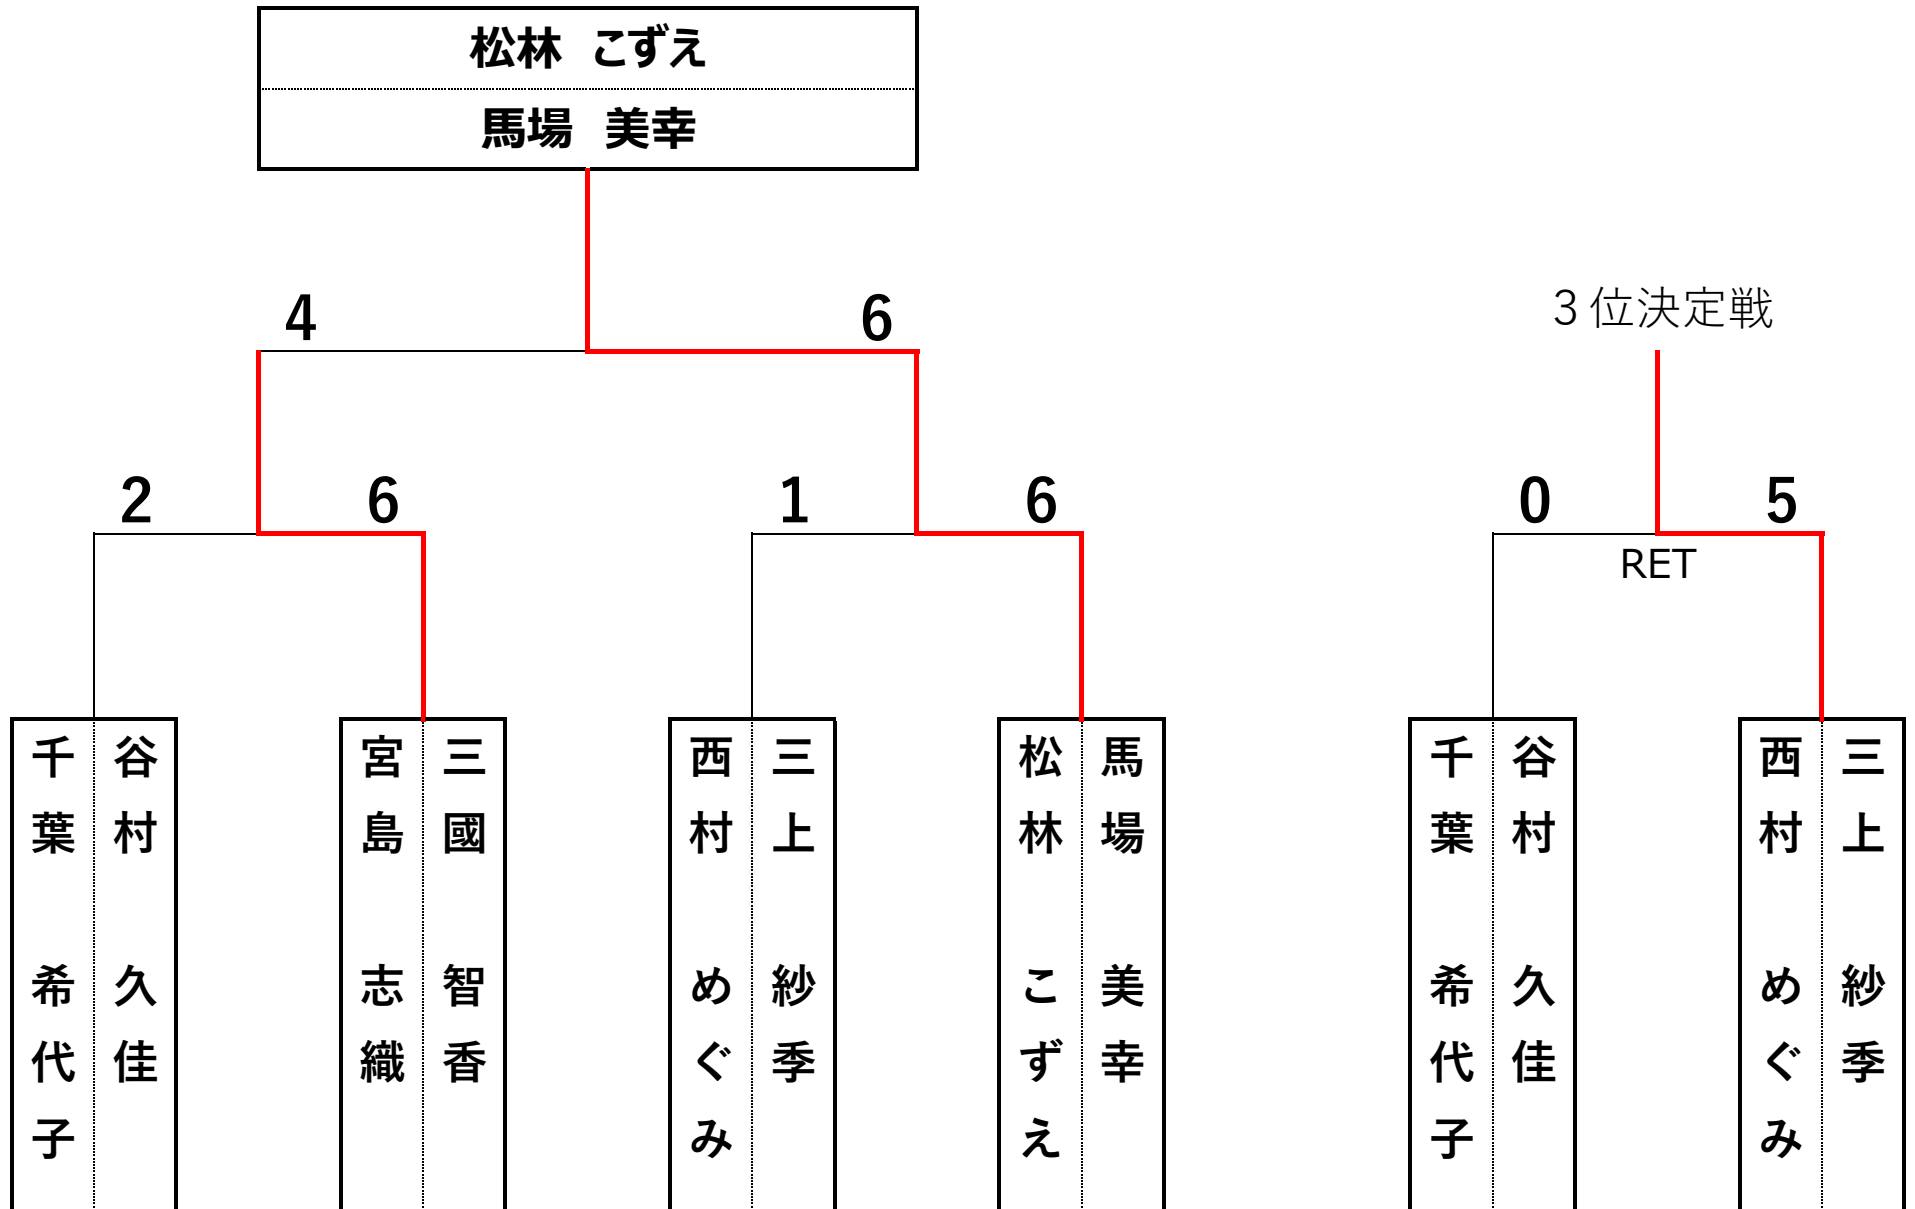 松林　こずえ
馬場　美幸
4
6
３位決定戦
2
6
1
6
0
5
RET
千葉　希代子
谷村　久佳
宮島　志織
三國　智香
西村　めぐみ
三上　紗季
松林　こずえ
馬場　美幸
千葉　希代子
谷村　久佳
西村　めぐみ
三上　紗季